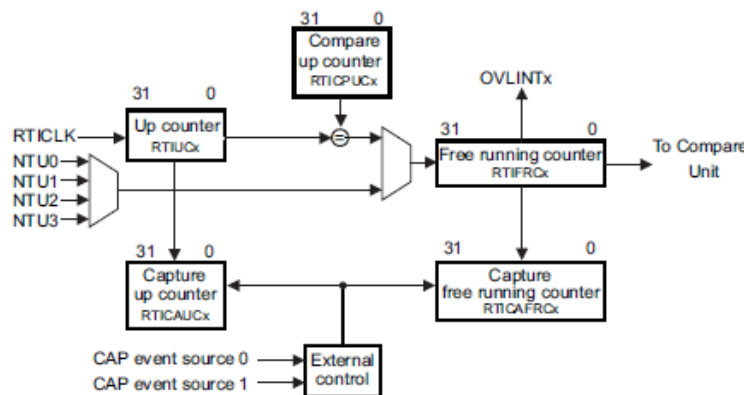 31 0
Compare
up counter
RTICPUCx
OVLINTx
31 0
RTICLK
Up counter
RTIUCx
=
31 0
Free running counter
RTIFRCx
To Compare
Unit
NTU0
NTU1
NTU2
NTU3
31 0
Capture
up counter
RTICAUCx
31 0
Capture
free running counter
RTICAFRCx
CAP event source 0
CAP event source 1
External
control